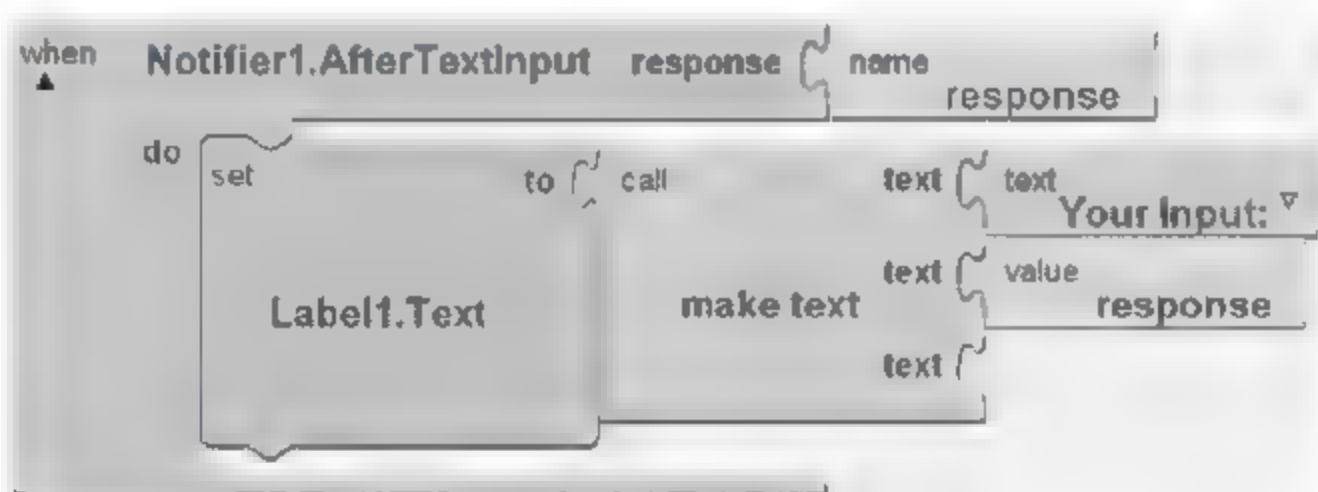 when Notifier1.AfterTextInput response name
response
do set to call text text
Your Input:
text value
Label1.Text make text response
text